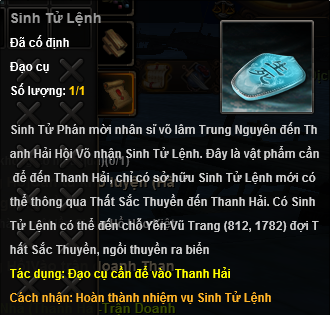 Sinh Tử Lệnh
Đã cố định
Đạo cụ
Số lượng: 1/1
Sinh Tử Phán mời nhân sĩ võ lâm Trung Nguyên đến Th
anh Hải Hội Võ nhận Sinh Tử Lệnh. Đây là vật phẩm cần
để đến Thanh Hải, chỉ có sở hữu Sinh Tử Lệnh mới có
thể thông qua Thất Sắc Thuyền đến Thanh Hải. Có Sinh
Tử Lệnh có thể đến chỗ Yến Vũ Trang (812, 1782) đợi T
hất Sắc Thuyền, ngồi thuyền ra biển
Tác dụng: Đạo cụ cần để vào Thanh Hải
Cách nhận: Hoàn thành nhiệm vụ Sinh Tử Lệnh
Trấn Doanh